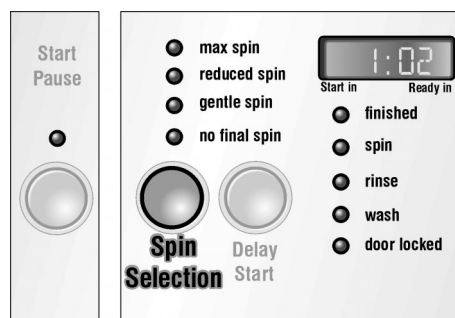 Start
Pause
max spin
reduced spin
gentle spin
no final spin
Spin
Selection
Delay
Start
1:02
Start in Ready in
finished
spin
rinse
wash
door locked